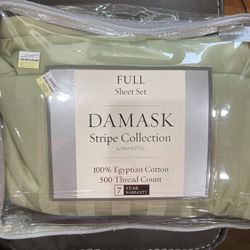 FULL
Sheet Set
DAMASK
Stripe Collection
100% Egyptian Cotton
500 Thread Count
7 YEAR
WARRANTY